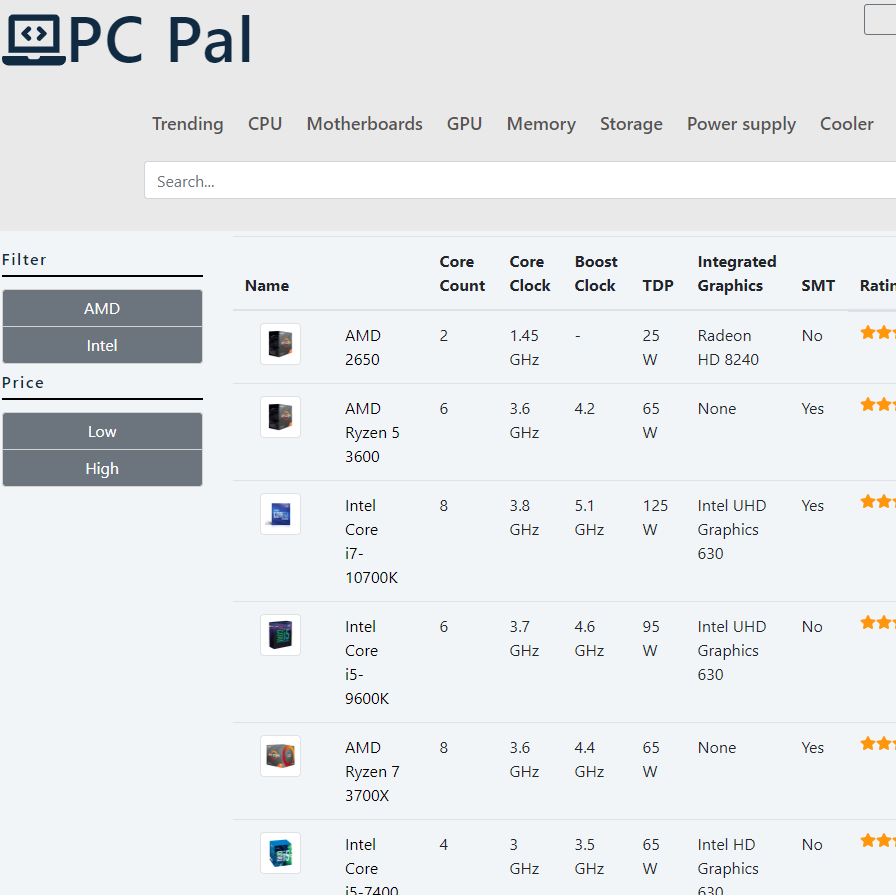 PC Pal
Trending CPU Motherboards GPU Memory Storage Power supply Cooler
Search...
Filter
AMD
Intel
Price
Low
High
Name Core Count Core Clock Boost Clock TDP Integrated Graphics SMT
AMD 2650 2 1.45 GHz - 25 W Radeon HD 8240 No
AMD Ryzen 5 3600 6 3.6 GHz 4.2 65 W None Yes
Intel Core i7-10700K 8 3.8 GHz 5.1 GHz 125 W Intel UHD Graphics 630 Yes
Intel Core i5-9600K 6 3.7 GHz 4.6 GHz 95 W Intel UHD Graphics 630 No
AMD Ryzen 7 3700X 8 3.6 GHz 4.4 GHz 65 W None Yes
Intel Core i5-7400 4 3 GHz 3.5 GHz 65 W Intel HD Graphics 630 No